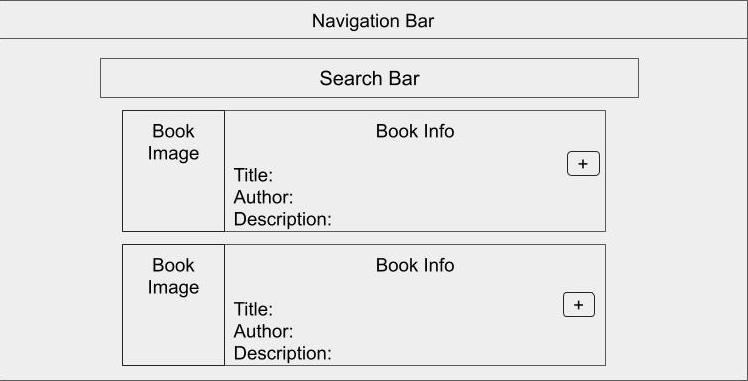 Navigation Bar
Search Bar
Book
Image
Book Info
+
Title:
Author:
Description:
Book
Image
Book Info
+
Title:
Author:
Description: